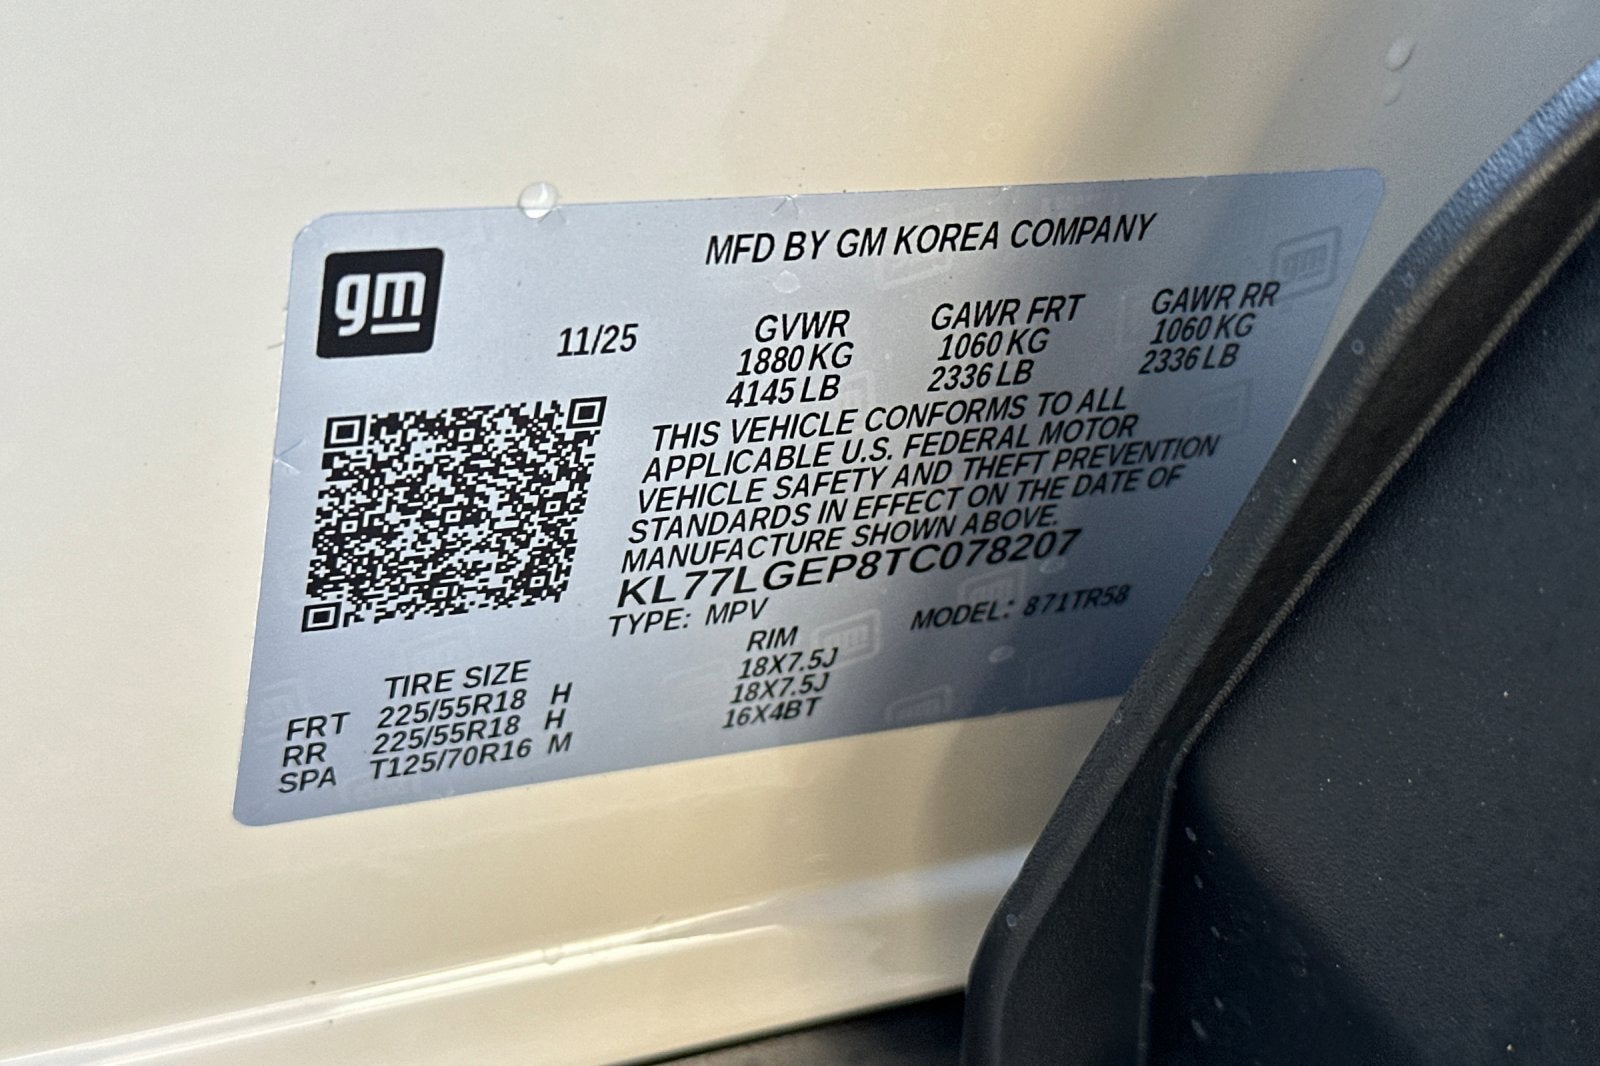 MFD BY GM KOREA COMPANY
gm
11/25
GVWR GAWR FRT GAWR RR
1880 KG 1060 KG 1060 KG
4145 LB 2336 LB 2336 LB
THIS VEHICLE CONFORMS TO ALL
APPLICABLE U.S. FEDERAL MOTOR
VEHICLE SAFETY AND THEFT PREVENTION
STANDARDS IN EFFECT ON THE DATE OF
MANUFACTURE SHOWN ABOVE.
KL77LGEP8TC078207
TYPE: MPV MODEL: 871TR58
TIRE SIZE RIM
FRT 225/55R18 H 18X7.5J
RR 225/55R18 H 18X7.5J
SPA T125/70R16 M 16X4BT